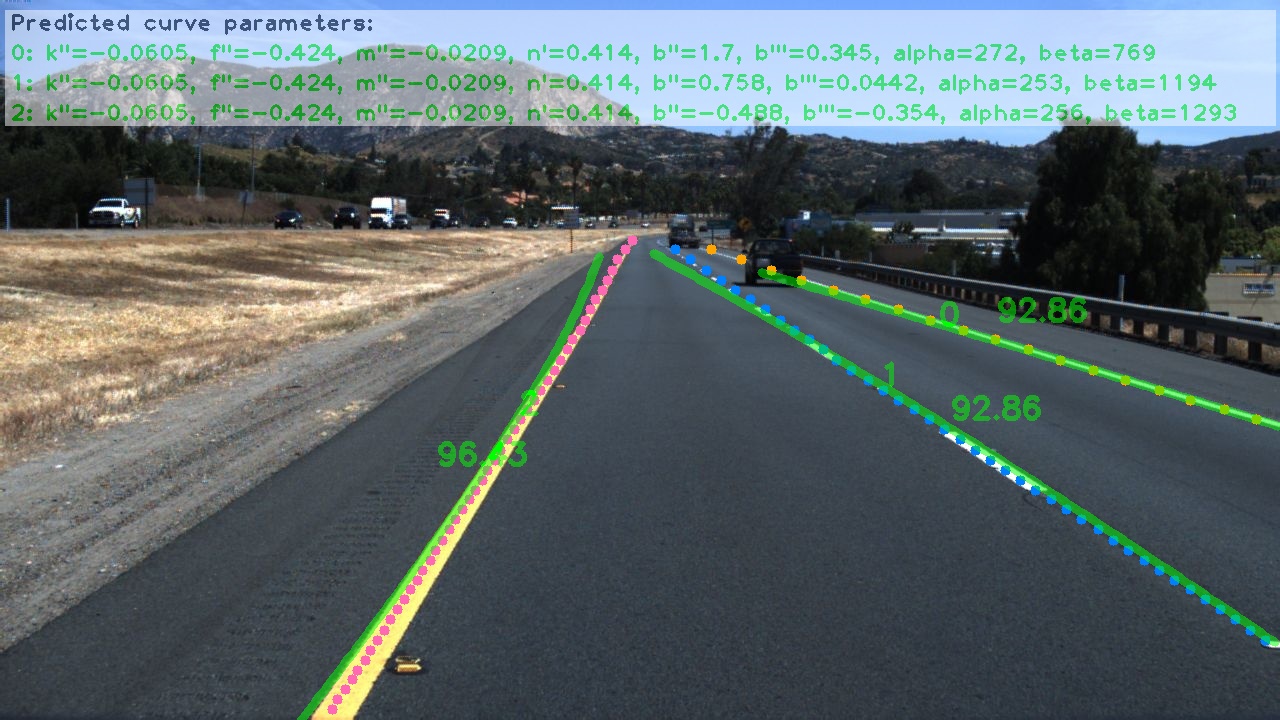 Predicted curve parameters:
0: k''=-0.0605, f''=-0.424, m''=-0.0209, n'=0.414, b''=1.7, b'''=0.345, alpha=272, beta=769
1: k''=-0.0605, f''=-0.424, m''=-0.0209, n'=0.414, b''=0.758, b'''=0.0442, alpha=253, beta=1194
2: k''=-0.0605, f''=-0.424, m''=-0.0209, n'=0.414, b''=-0.488, b'''=-0.354, alpha=256, beta=1293
0 92.86
1
92.86
2